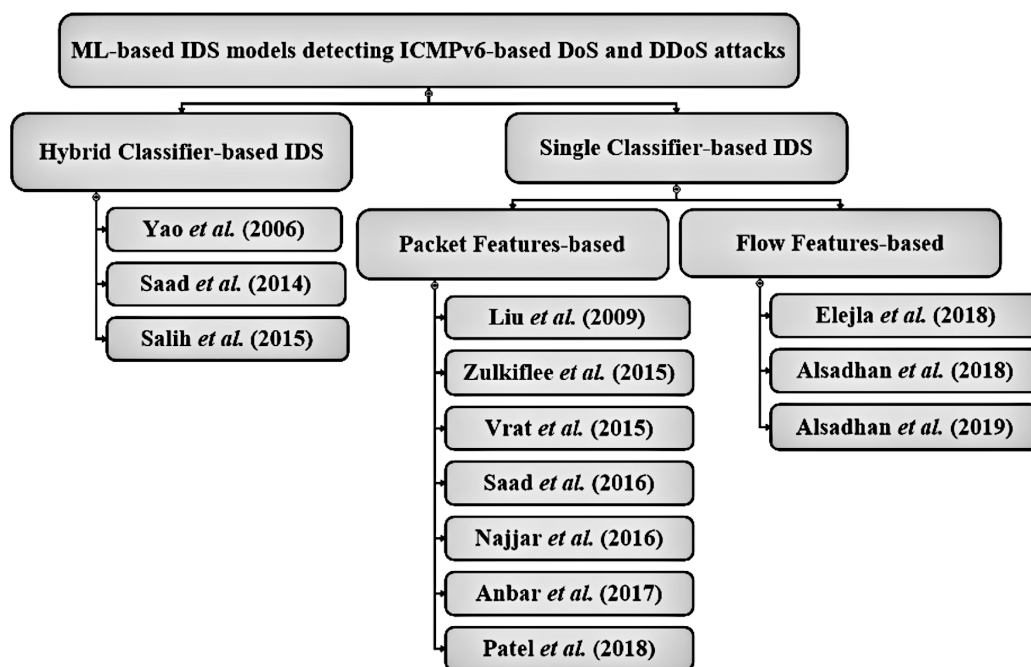 ML-based IDS models detecting ICMPv6-based DoS and DDoS attacks
Hybrid Classifier-based IDS
Single Classifier-based IDS
Yao et al. (2006)
Saad et al. (2014)
Salih et al. (2015)
Packet Features-based
Flow Features-based
Liu et al. (2009)
Zulkiflee et al. (2015)
Vrat et al. (2015)
Saad et al. (2016)
Najjar et al. (2016)
Anbar et al. (2017)
Patel et al. (2018)
Elejla et al. (2018)
Alsadhan et al. (2018)
Alsadhan et al. (2019)